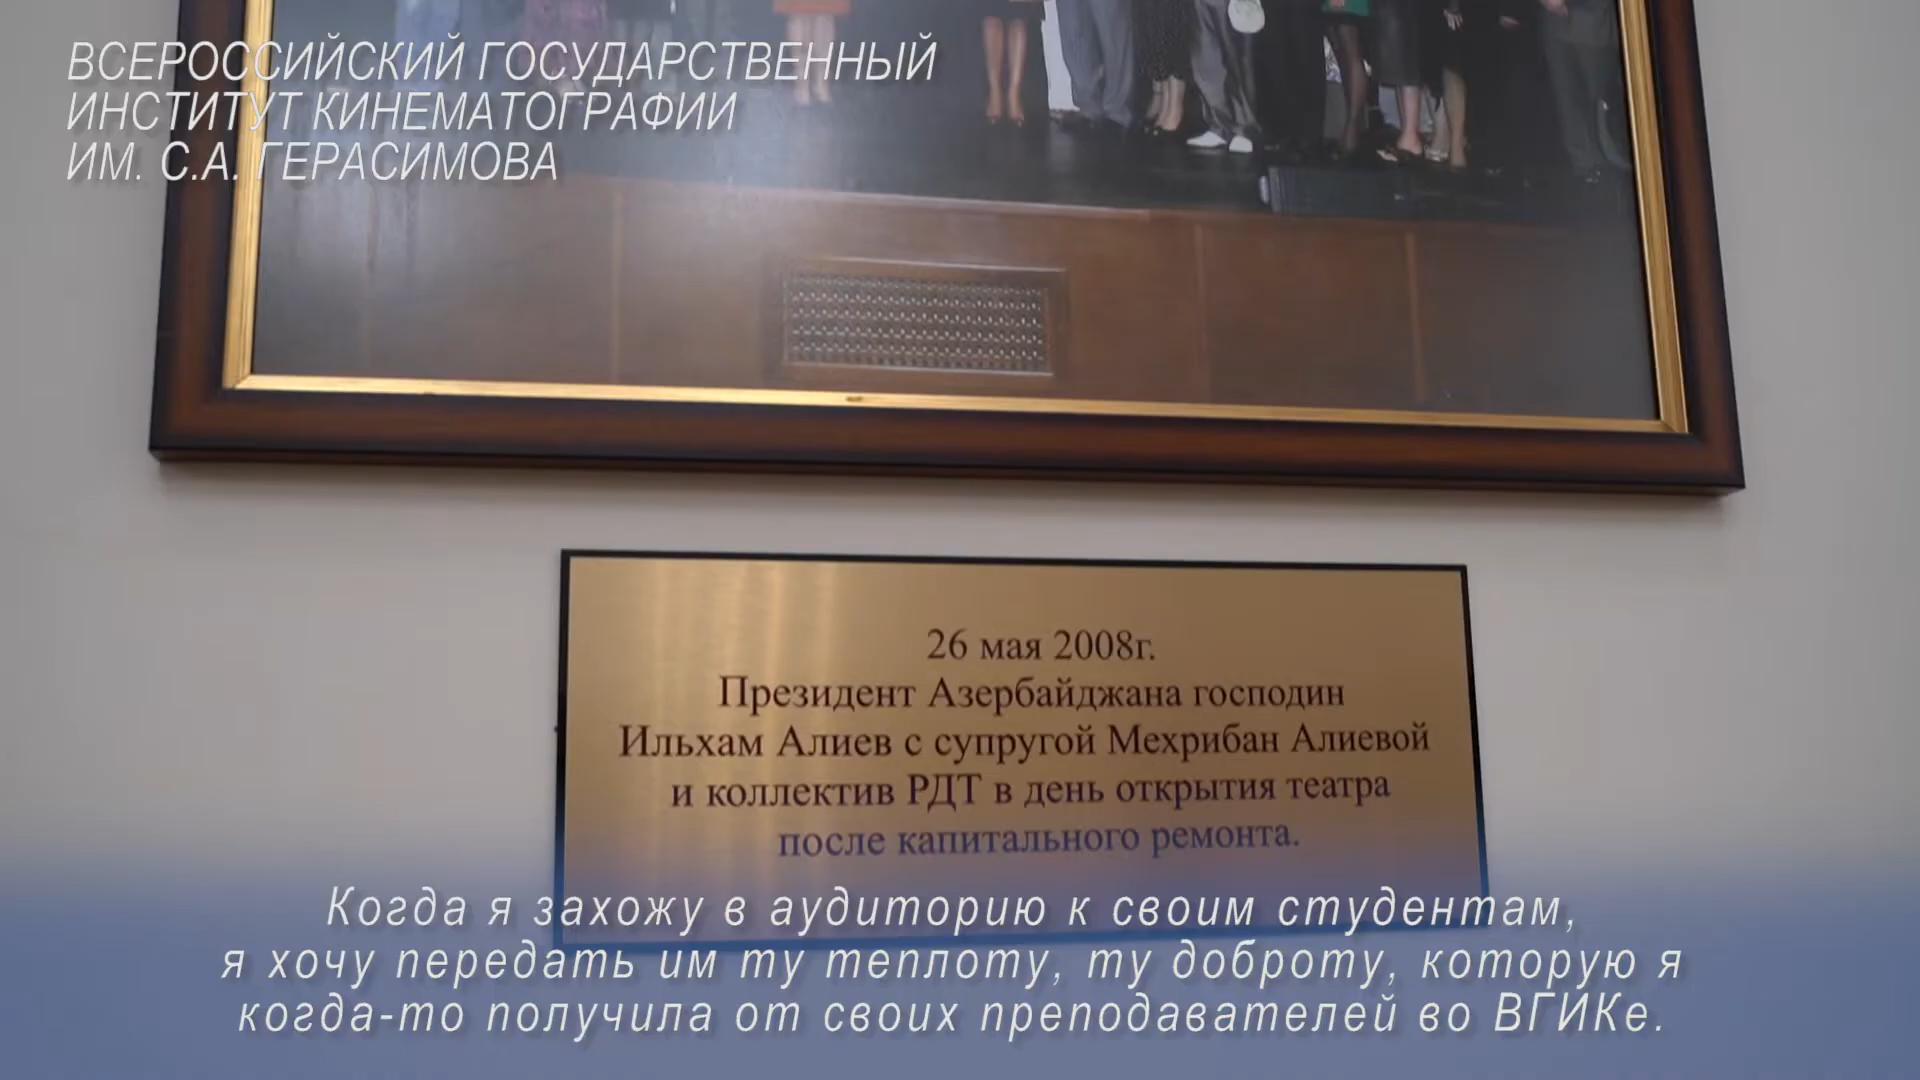 ВСЕРОССИЙСКИЙ ГОСУДАРСТВЕННЫЙ
ИНСТИТУТ КИНЕМАТОГРАФИИ
ИМ. С.А. ГЕРАСИМОВА
26 мая 2008г.
Президент Азербайджана господин
Ильхам Алиев с супругой Мехрибан Алиевой
и коллектив РДТ в день открытия театра
после капитального ремонта.
Когда я захожу в аудиторию к своим студентам,
я хочу передать им ту теплоту, ту доброту, которую я
когда-то получила от своих преподавателей во ВГИКе.